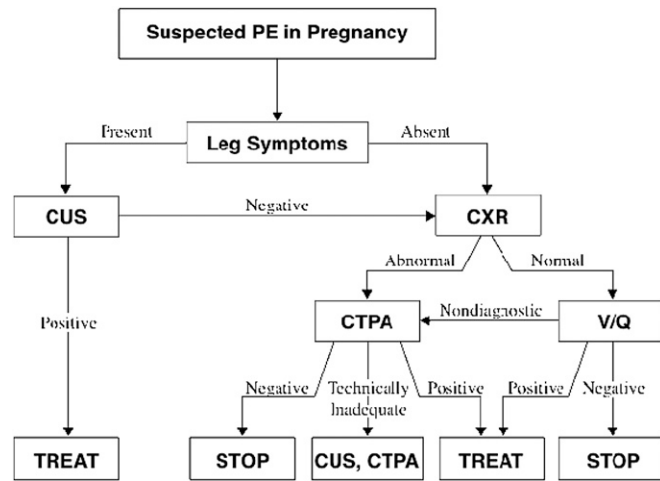 Suspected PE in Pregnancy
Present
Leg Symptoms
Absent
CUS
Negative
CXR
Abnormal
Normal
Positive
CTPA
Nondiagnostic
V/Q
Negative
Technically
Inadequate
Positive
Positive
Negative
TREAT
STOP
CUS, CTPA
TREAT
STOP